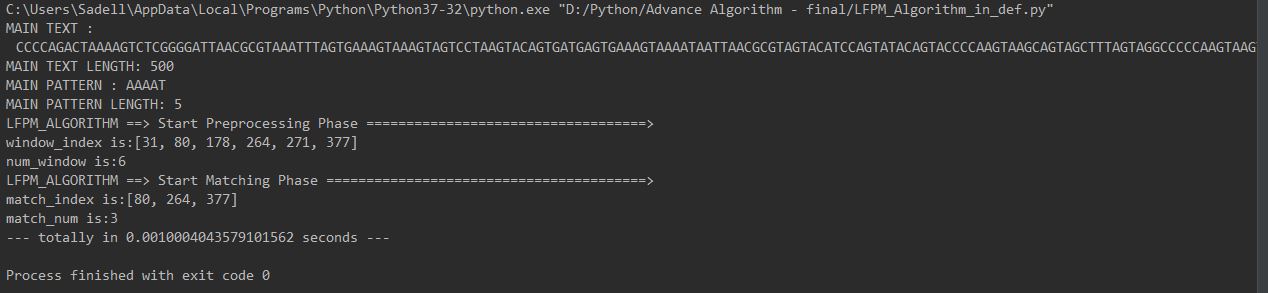 C:\Users\Sadell\AppData\Local\Programs\Python\Python37-32\python.exe "D:/Python/Advance Algorithm - final/LFPM_Algorithm_in_def.py"
MAIN TEXT :
CCCCAGACTAAAAGTCTCGGGGATTAACGCGTAAATTTAGTGAAAGTAAAGTAGTCCTAAGTACAGTGATGAGTGAAAGTAAAATAATTAACGCGTAGTACATCCAGTATACAGTACCCCAAGTAAGCAGTAGCTTTAGTAGGCCCCCAAGTAAG
MAIN TEXT LENGTH: 500
MAIN PATTERN : AAAAT
MAIN PATTERN LENGTH: 5
LFPM_ALGORITHM ==> Start Preprocessing Phase ===================================>
window_index is:[31, 80, 178, 264, 271, 377]
num_window is:6
LFPM_ALGORITHM ==> Start Matching Phase ========================================>
match_index is:[80, 264, 377]
match_num is:3
--- totally in 0.0010004043579101562 seconds ---
Process finished with exit code 0